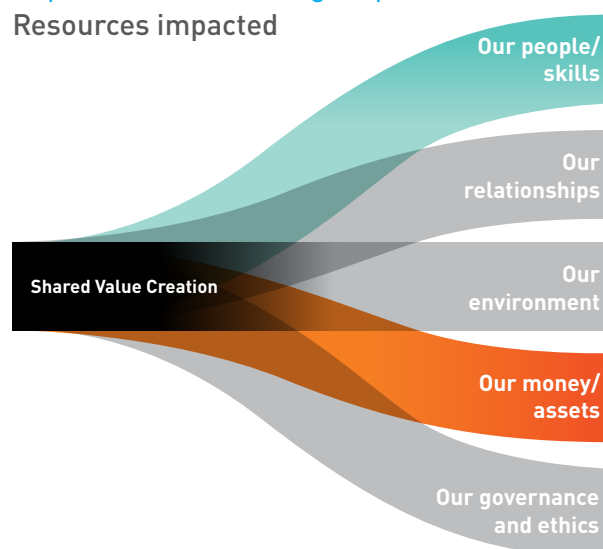 Resources impacted
Our people/
skills
Our
relationships
Shared Value Creation
Our
environment
Our money/
assets
Our governance
and ethics